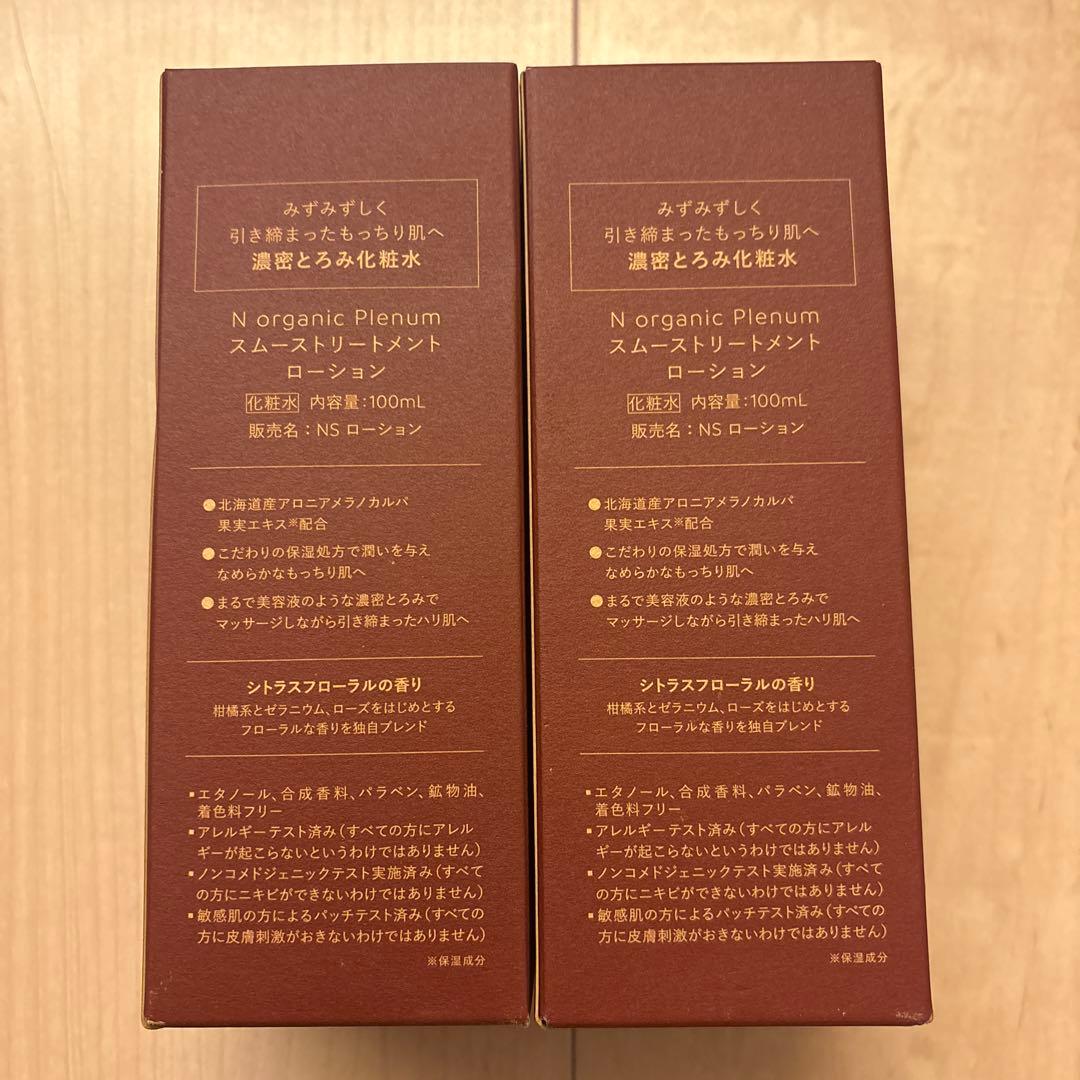 みずみずしく
引き締まったもっちり肌へ
濃密とろみ化粧水
N organic Plenum
スムーストリートメント
ローション
化粧水 内容量：100mL
販売名：NS ローション
●北海道産アロニアメラノカルパ
果実エキス※配合
●こだわりの保湿処方で潤いを与え
なめらかなもっちり肌へ
●まるで美容液のような濃密とろみで
マッサージしながら引き締まったハリ肌へ
シトラスフローラルの香り
柑橘系とゼラニウム、ローズをはじめとする
フローラルな香りを独自ブレンド
▪エタノール、合成香料、パラベン、鉱物油、
着色料フリー
▪アレルギーテスト済み（すべての方にアレル
ギーが起こらないというわけではありません）
▪ノンコメドジェニックテスト実施済み（すべて
の方にニキビができないわけではありません）
▪敏感肌の方によるパッチテスト済み（すべての
方に皮膚刺激がおきないわけではありません）
※保湿成分
みずみずしく
引き締まったもっちり肌へ
濃密とろみ化粧水
N organic Plenum
スムーストリートメント
ローション
化粧水 内容量：100mL
販売名：NS ローション
●北海道産アロニアメラノカルパ
果実エキス※配合
●こだわりの保湿処方で潤いを与え
なめらかなもっちり肌へ
●まるで美容液のような濃密とろみで
マッサージしながら引き締まったハリ肌へ
シトラスフローラルの香り
柑橘系とゼラニウム、ローズをはじめとする
フローラルな香りを独自ブレンド
▪エタノール、合成香料、パラベン、鉱物油、
着色料フリー
▪アレルギーテスト済み（すべての方にアレル
ギーが起こらないというわけではありません）
▪ノンコメドジェニックテスト実施済み（すべて
の方にニキビができないわけではありません）
▪敏感肌の方によるパッチテスト済み（すべての
方に皮膚刺激がおきないわけではありません）
※保湿成分